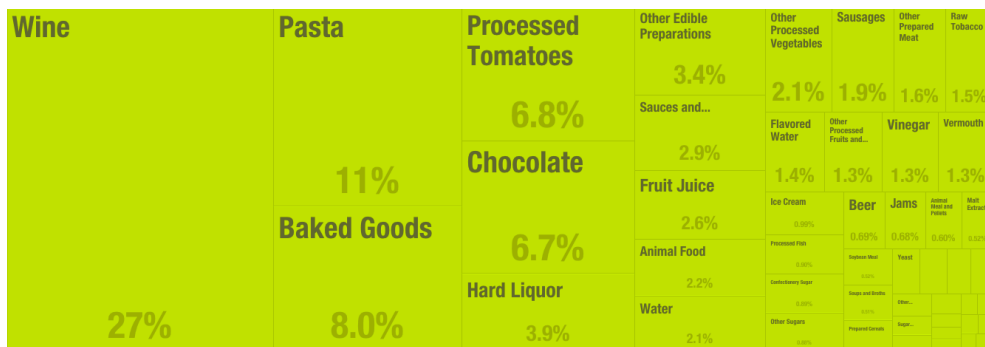 Wine
27%
Pasta
11%
Baked Goods
8.0%
Processed
Tomatoes
6.8%
Chocolate
6.7%
Hard Liquor
3.9%
Other Edible
Preparations
3.4%
Sauces and...
2.9%
Fruit Juice
2.6%
Animal Food
2.2%
Water
2.1%
Other
Processed
Vegetables
2.1%
Sausages
1.9%
Other
Prepared
Meat
1.6%
Raw
Tobacco
1.5%
Flavored
Water
1.4%
Other
Processed
Fruits and...
1.3%
Vinegar
1.3%
Vermouth
1.3%
Ice Cream
0.99%
Processed Fish
Confectionery Sugar
Other Sugars
Beer
0.69%
Jams
0.68%
Animal
Meal and
Pellets
0.60%
Malt
Extract
0.52%
Soybean Meal
Soups and Broths
Prepared Cereals
Yeast
Other...
Sugar...